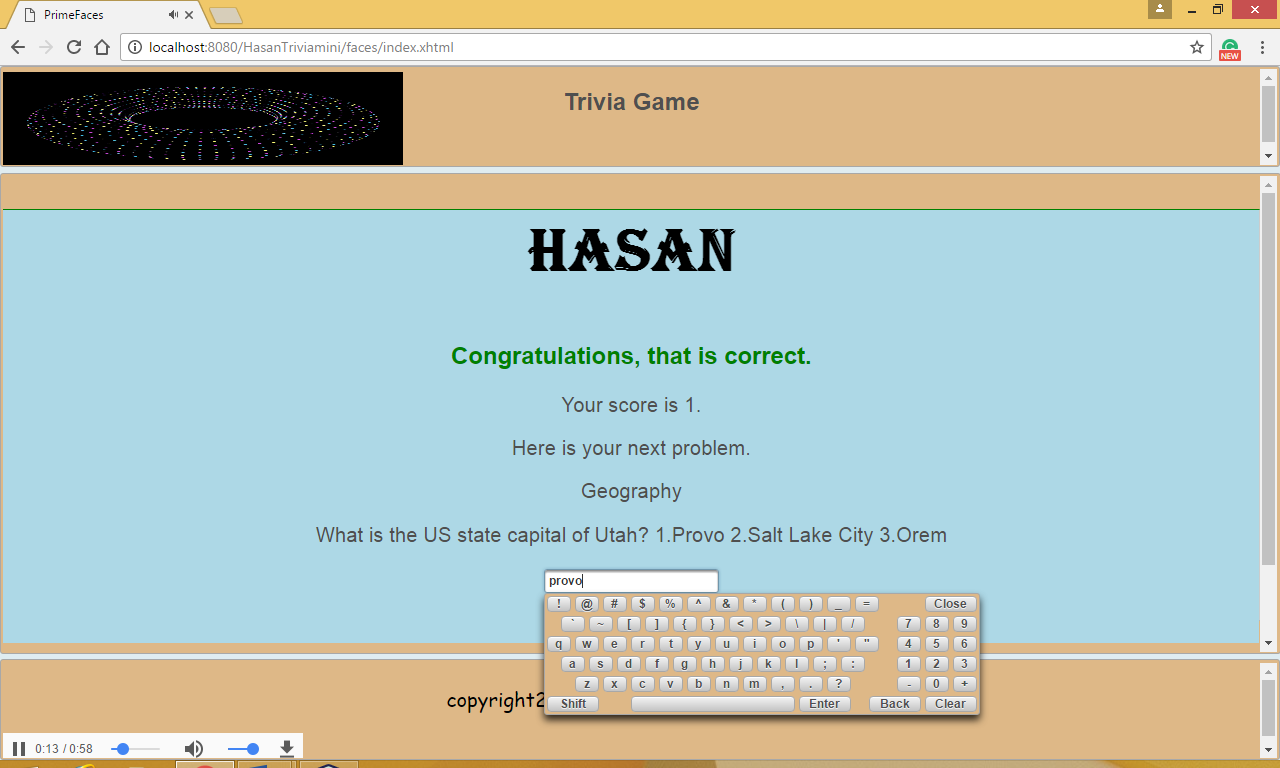 PrimeFaces
localhost:8080/HasanTriviamini/faces/index.xhtml
NEW
Trivia Game
HASAN
Congratulations, that is correct.
Your score is 1.
Here is your next problem.
Geography
What is the US state capital of Utah? 1.Provo 2.Salt Lake City 3.Orem
provo
! @ # $ % ^ & * ( ) _ = Close
` ~ [ ] { } < > \ | / 7 8 9
q w e r t y u i o p ' " 4 5 6
a s d f g h j k l ; : 1 2 3
z x c v b n m , . ? - 0 +
Shift Enter Back Clear
copyright2
0:13 / 0:58